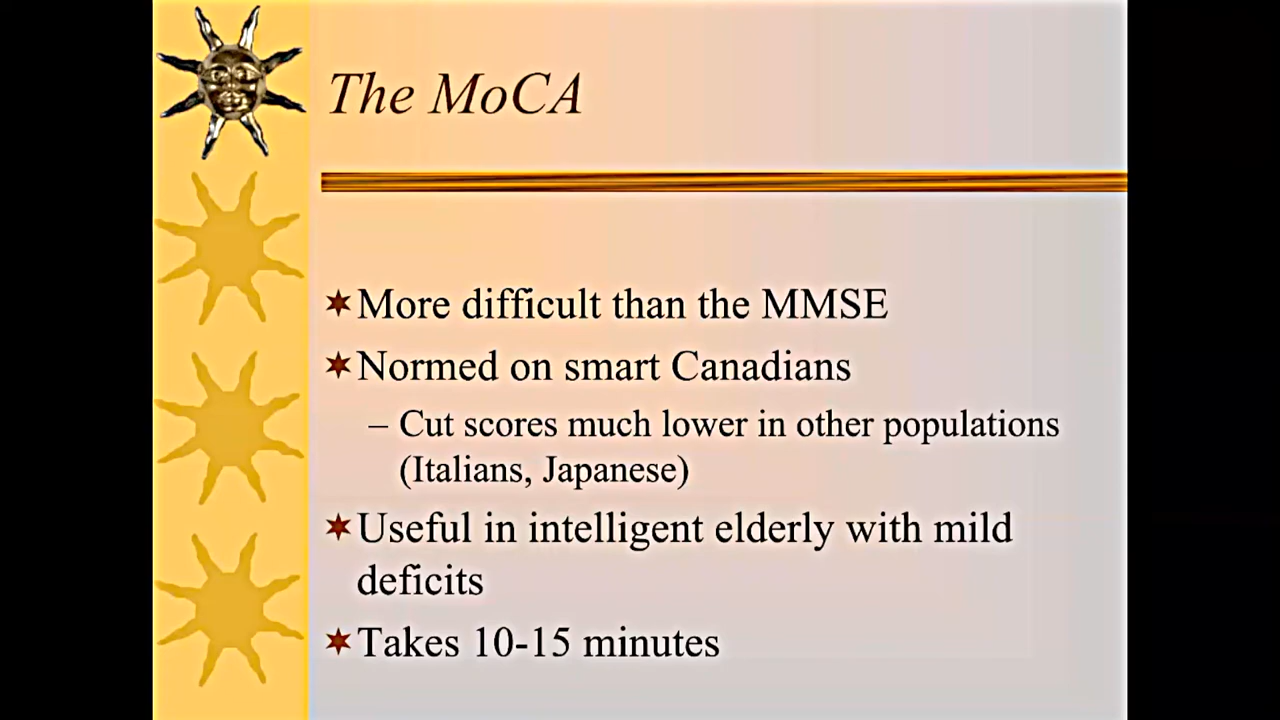 The MoCA
More difficult than the MMSE
Normed on smart Canadians
– Cut scores much lower in other populations
(Italians, Japanese)
Useful in intelligent elderly with mild
deficits
Takes 10-15 minutes